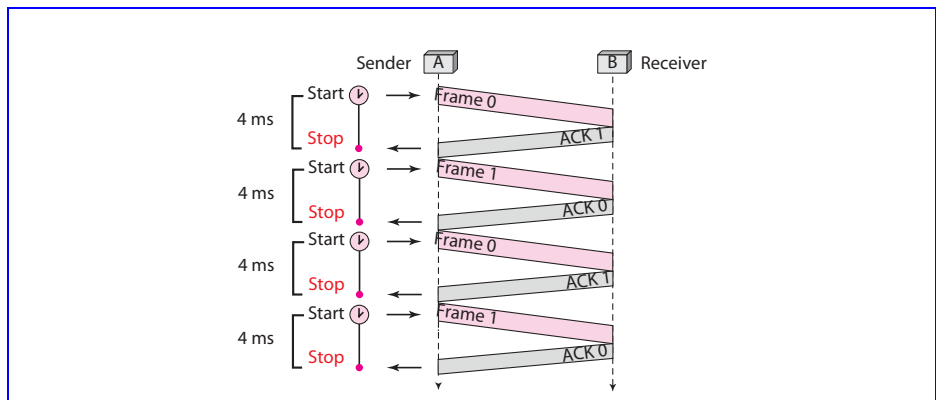 Sender A B Receiver
Start Frame 0
4 ms
Stop ACK 1
Start Frame 1
4 ms
Stop ACK 0
Start Frame 0
4 ms
Stop ACK 1
Start Frame 1
4 ms
Stop ACK 0